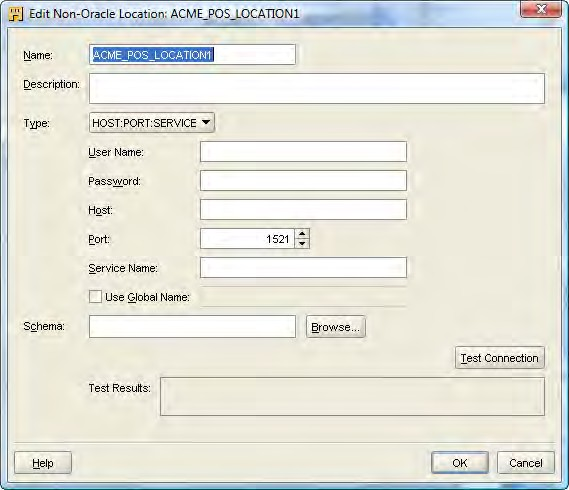 Edit Non-Oracle Location: ACME_POS_LOCATION1
Name: ACME_POS_LOCATION1
Description:
Type: HOST:PORT:SERVICE
User Name:
Password:
Host:
Port: 1521
Service Name:
Use Global Name:
Schema: Browse...
Test Connection
Test Results:
Help OK Cancel